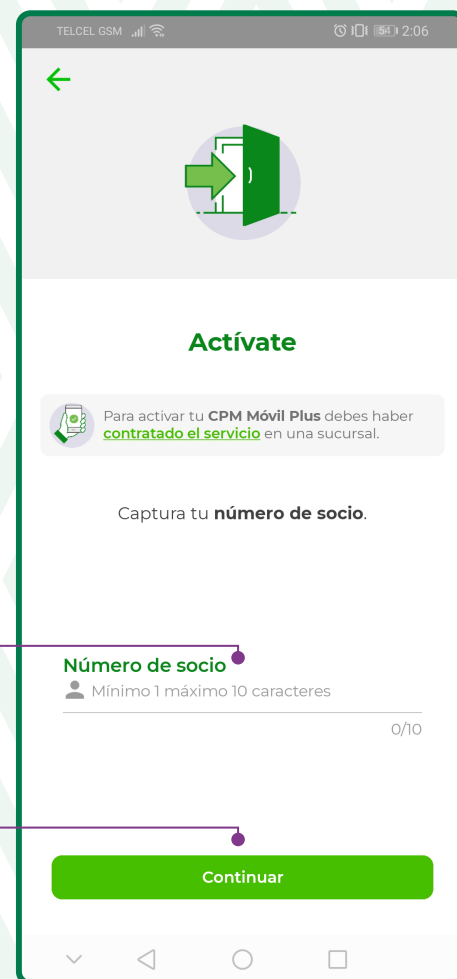 TELCEL GSM 54 2:06
Actívate
Para activar tu CPM Móvil Plus debes haber
contratado el servicio en una sucursal.
Captura tu número de socio.
Número de socio
Mínimo 1 máximo 10 caracteres
0/10
Continuar